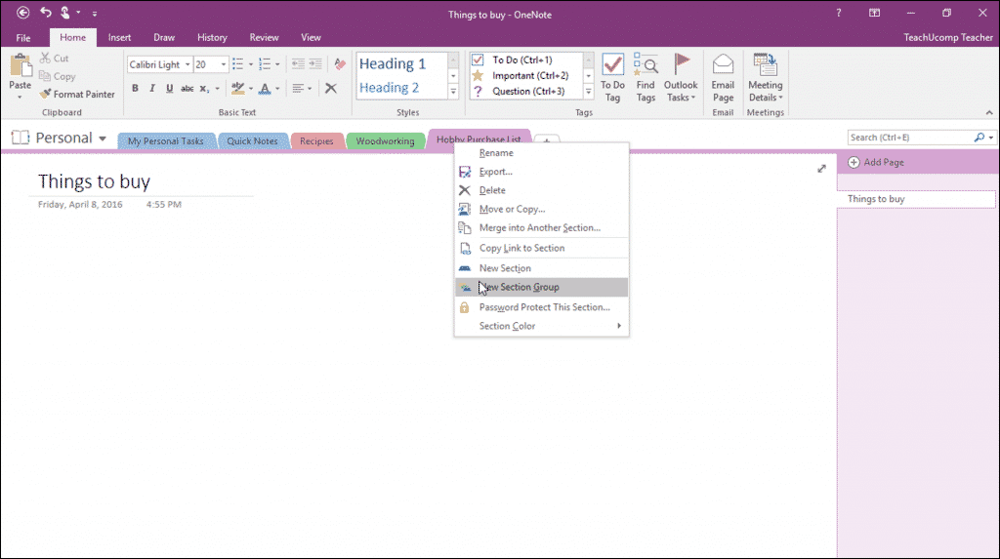 Things to buy - OneNote
?
File Home Insert Draw History Review View TeachUcomp Teacher
Paste
Cut
Copy
Format Painter
Clipboard
Calibri Light 20
B I U abc x₂ A
Basic Text
Heading 1
Heading 2
Styles
To Do (Ctrl+1)
Important (Ctrl+2)
? Question (Ctrl+3)
To Do
Tag
Find
Tags
Tags
Outlook
Tasks
Email
Page
Email
Meeting
Details
Meetings
Personal My Personal Tasks Quick Notes Recipes Woodworking Hobby Purchase List Search (Ctrl+E)
Add Page
Things to buy
Things to buy
Friday, April 8, 2016 4:55 PM
Rename
Export...
Delete
Move or Copy...
Merge into Another Section...
Copy Link to Section
New Section
New Section Group
Password Protect This Section...
Section Color